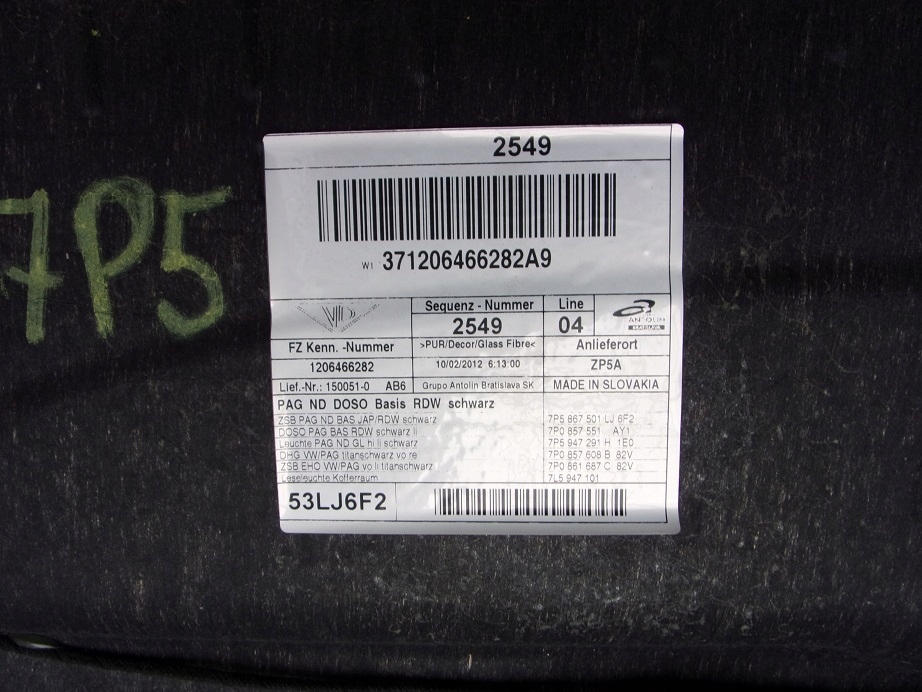 7P5
2549
W1 371206466282A9
Sequenz - Nummer Line
2549 04
ANTOLIN
BRATISLAVA
FZ Kenn. -Nummer >PUR/Decor/Glass Fibre< Anlieferort
1206466282 10/02/2012 6:13:00 ZP5A
Lief.-Nr.: 150051-0 AB6 Grupo Antolin Bratislava SK MADE IN SLOVAKIA
PAG ND DOSO Basis RDW schwarz
ZSB PAG ND BAS JAP/RDW schwarz 7P5 867 501 LJ 6F2
DOSO PAG BAS RDW schwarz li 7P0 857 551 AY1
Leuchte PAG ND GL hi li schwarz 7P5 947 291 H 1E0
DHG VW/PAG titanschwarz vo re 7P0 857 608 B 82V
ZSB EHO VW/PAG vo li titanschwarz 7P0 861 687 C 82V
Leseleuchte Kofferraum 7L5 947 101
53LJ6F2